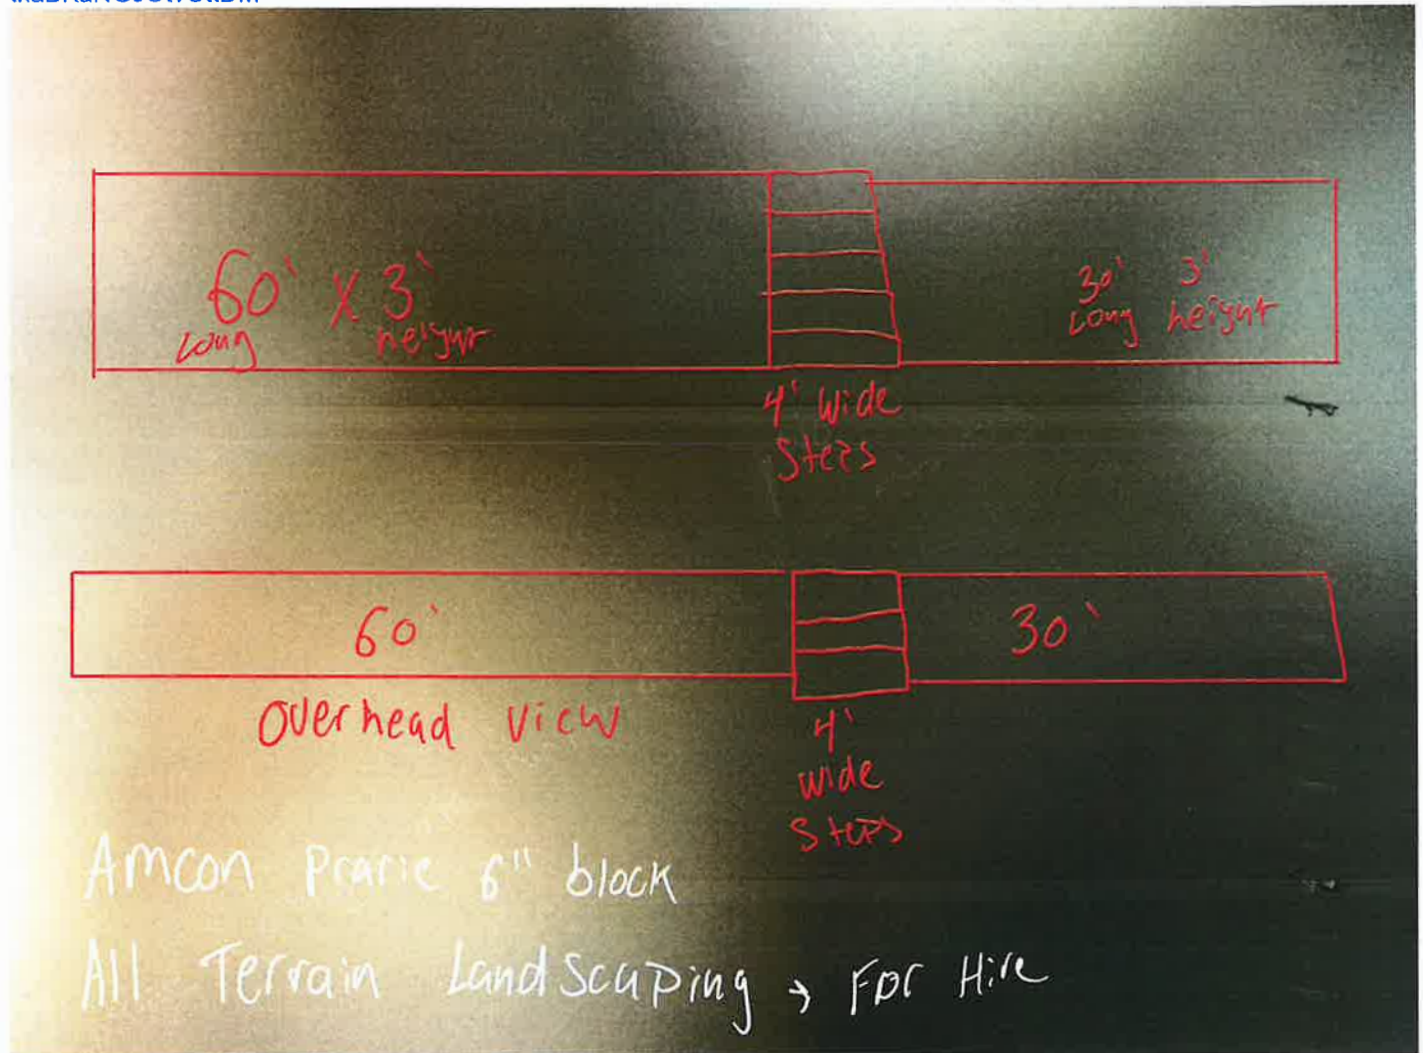 60' X 3'
Long height
30' 3'
Long height
4' wide
Steps
60'
30'
Overhead view
4'
wide
Steps
Amcon Prarie 6" block
All Terrain Landscaping → For Hire